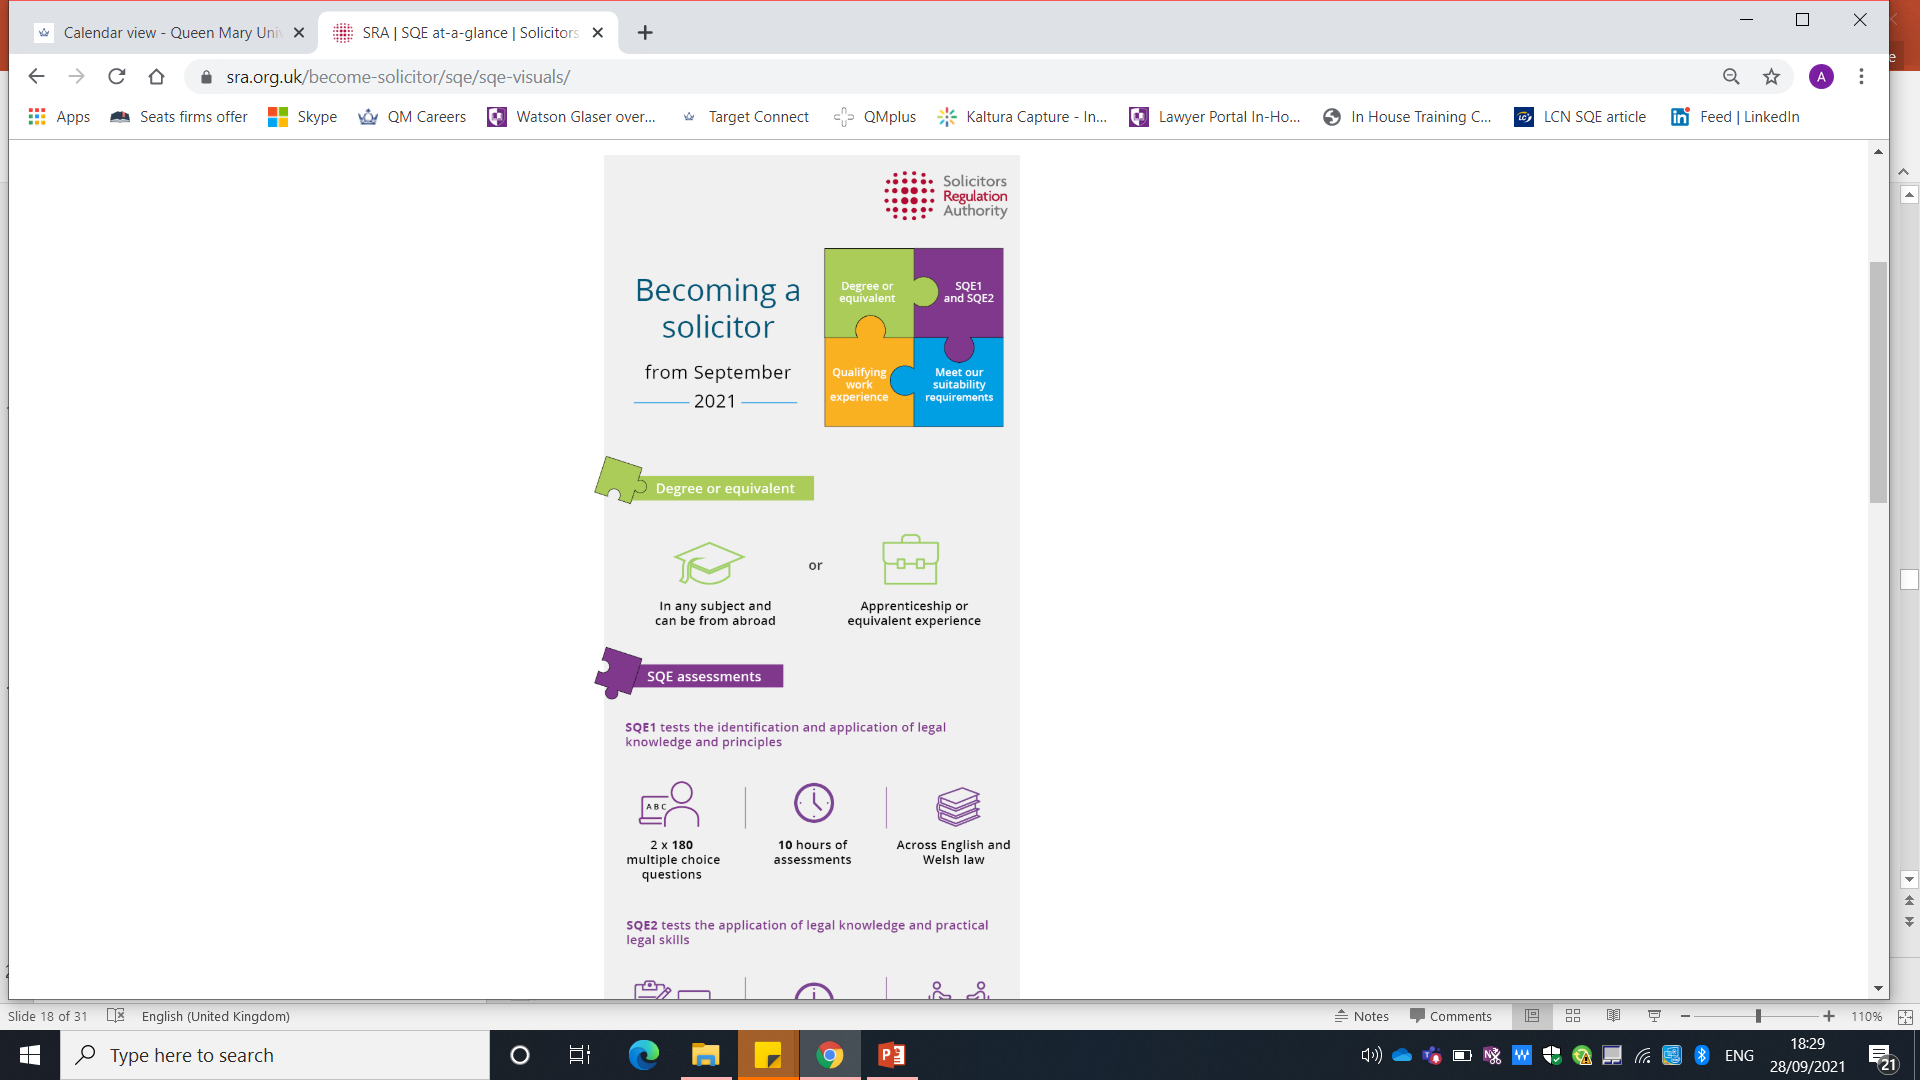 Calendar view - Queen Mary Univ
SRA | SQE at-a-glance | Solicitors
sra.org.uk/become-solicitor/sqe/sqe-visuals/
A
Apps
Seats firms offer
Skype
QM Careers
Watson Glaser over...
Target Connect
QMplus
Kaltura Capture - In...
Lawyer Portal In-Ho...
In House Training C...
LCN SQE article
Feed | LinkedIn
Solicitors
Regulation
Authority
Becoming a
solicitor
from September
2021
Degree or
equivalent
SQE1
and SQE2
Qualifying
work
experience
Meet our
suitability
requirements
Degree or equivalent
In any subject and
can be from abroad
or
Apprenticeship or
equivalent experience
SQE assessments
SQE1 tests the identification and application of legal
knowledge and principles
A B C
2 x 180
multiple choice
questions
10 hours of
assessments
Across English and
Welsh law
SQE2 tests the application of legal knowledge and practical
legal skills
Slide 18 of 31
English (United Kingdom)
Notes
Comments
110%
Type here to search
ENG
18:29
28/09/2021
21